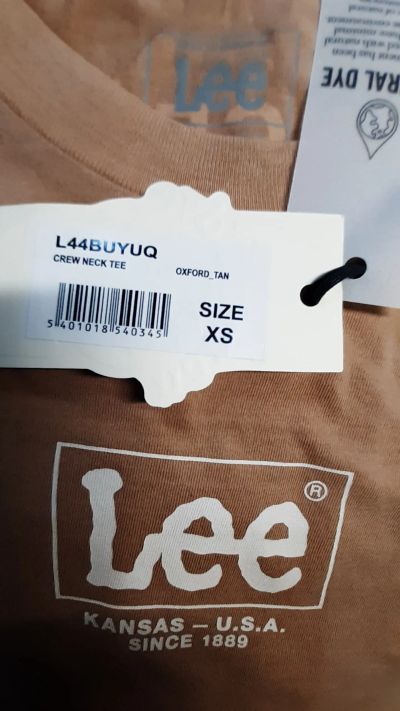 Lee
RAL DYE
L44BUYUQ
CREW NECK TEE
OXFORD_TAN
5 401018 540345
SIZE
XS
Lee®
KANSAS – U.S.A.
SINCE 1889